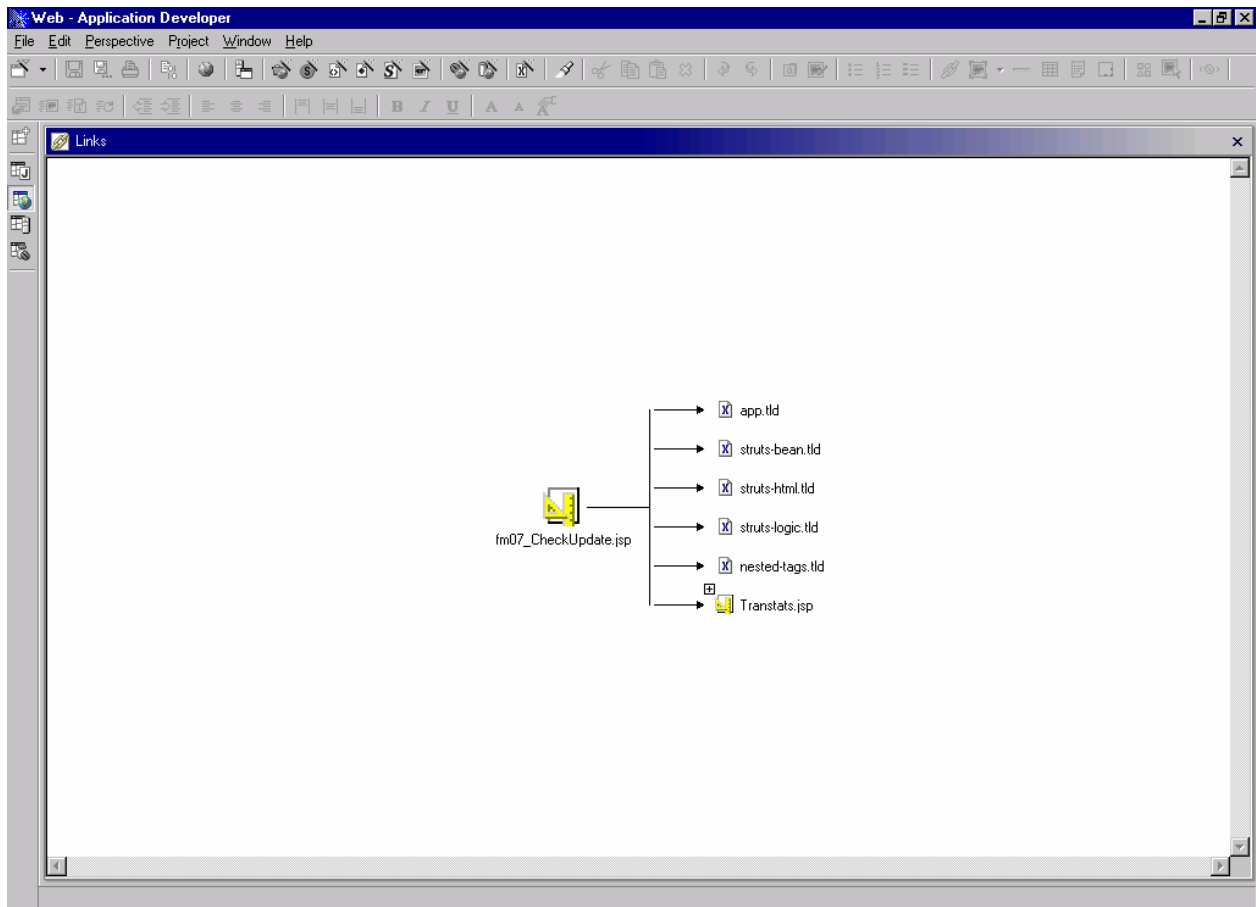 Web - Application Developer
File Edit Perspective Project Window Help
B I U A A A
Links
app.tld
struts-bean.tld
struts-html.tld
struts-logic.tld
fm07_CheckUpdate.jsp
nested-tags.tld
Transtats.jsp